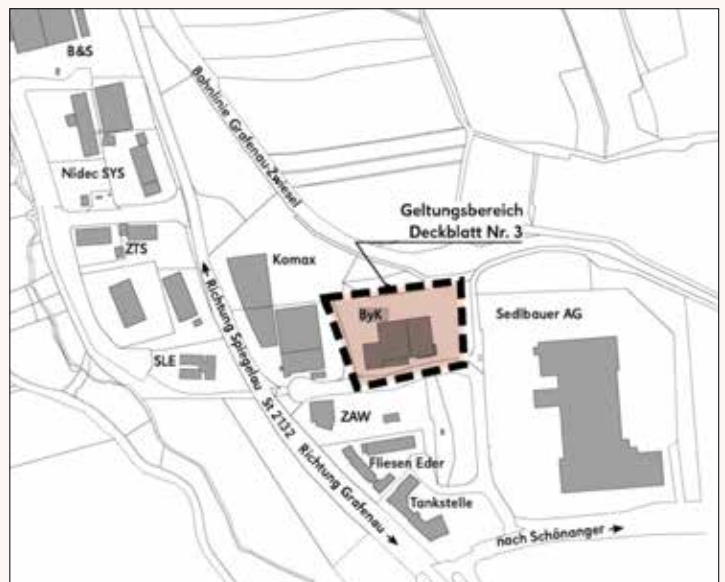 B&S
Bahnlinie Grafenau-Zwiesel
Nidec SYS
Geltungsbereich
Deckblatt Nr. 3
ZTS
Komax
ByK
Sedlbauer AG
Richtung Spiegelau St 2132 Richtung Grafenau
SLE
ZAW
Fliesen Eder
Tankstelle
nach Schönanger